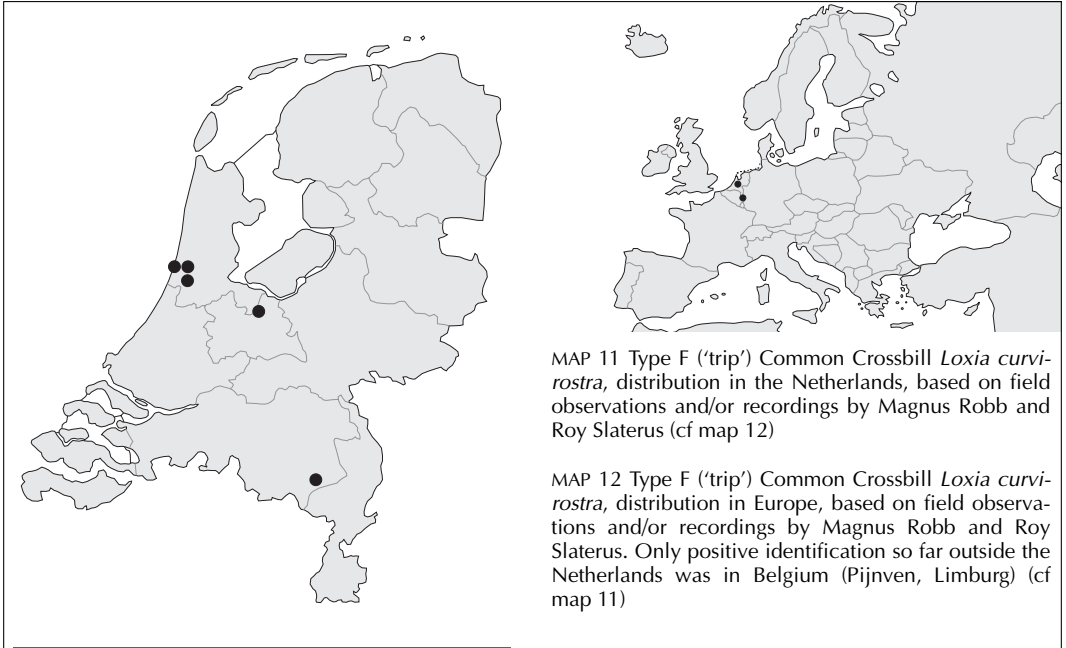 MAP 11 Type F (‘trip’) Common Crossbill Loxia curvi-
rostra, distribution in the Netherlands, based on field
observations and/or recordings by Magnus Robb and
Roy Slaterus (cf map 12)
MAP 12 Type F (‘trip’) Common Crossbill Loxia curvi-
rostra, distribution in Europe, based on field observa-
tions and/or recordings by Magnus Robb and Roy
Slaterus. Only positive identification so far outside the
Netherlands was in Belgium (Pijnven, Limburg) (cf
map 11)